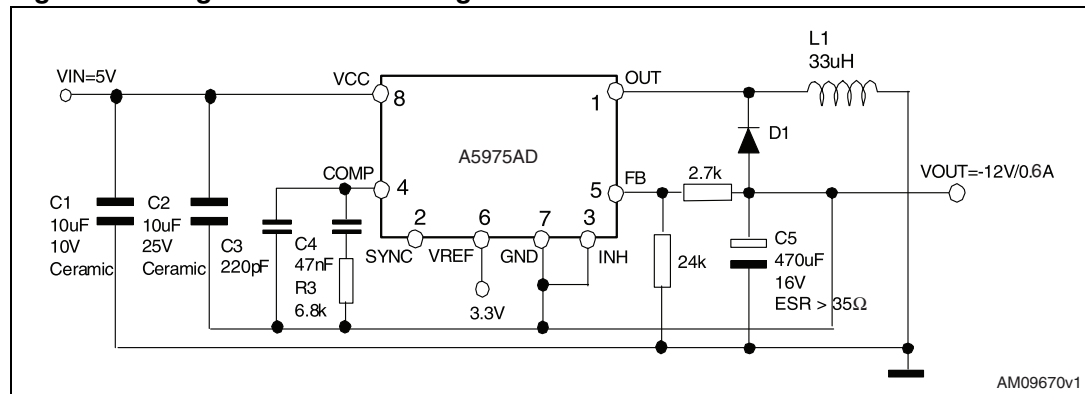 VIN=5V
VCC
8
OUT
1
L1
33uH
D1
A5975AD
COMP
4
5
FB
2.7k
VOUT=-12V/0.6A
2
SYNC
6
VREF
7
GND
3
INH
C1
10uF
10V
Ceramic
C2
10uF
25V
Ceramic
C3
220pF
C4
47nF
R3
6.8k
3.3V
24k
C5
470uF
16V
ESR > 35Ω
AM09670v1